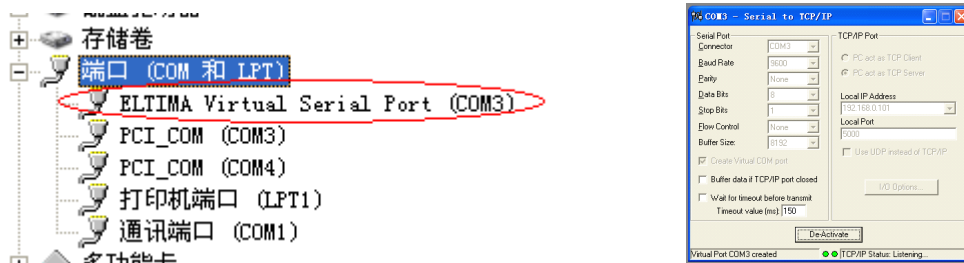 存储卷
端口 (COM 和 LPT)
ELTIMA Virtual Serial Port (COM3)
PCI_COM (COM3)
PCI_COM (COM4)
打印机端口 (LPT1)
通讯端口 (COM1)
多功能卡
COM3 - Serial to TCP/IP
Serial Port
Connector COM3
Baud Rate 9600
Parity None
Data Bits 8
Stop Bits 1
Flow Control None
Buffer Size: 8192
Create Virtual COM port
Buffer data if TCP/IP port closed
Wait for timeout before transmit
Timeout value (ms): 150
TCP/IP Port
PC act as TCP Client
PC act as TCP Server
Local IP Address
192.168.0.101
Local Port
5000
Use UDP instead of TCP/IP
I/O Options...
De-Activate
Virtual Port COM3 created
TCP/IP Status: Listening...